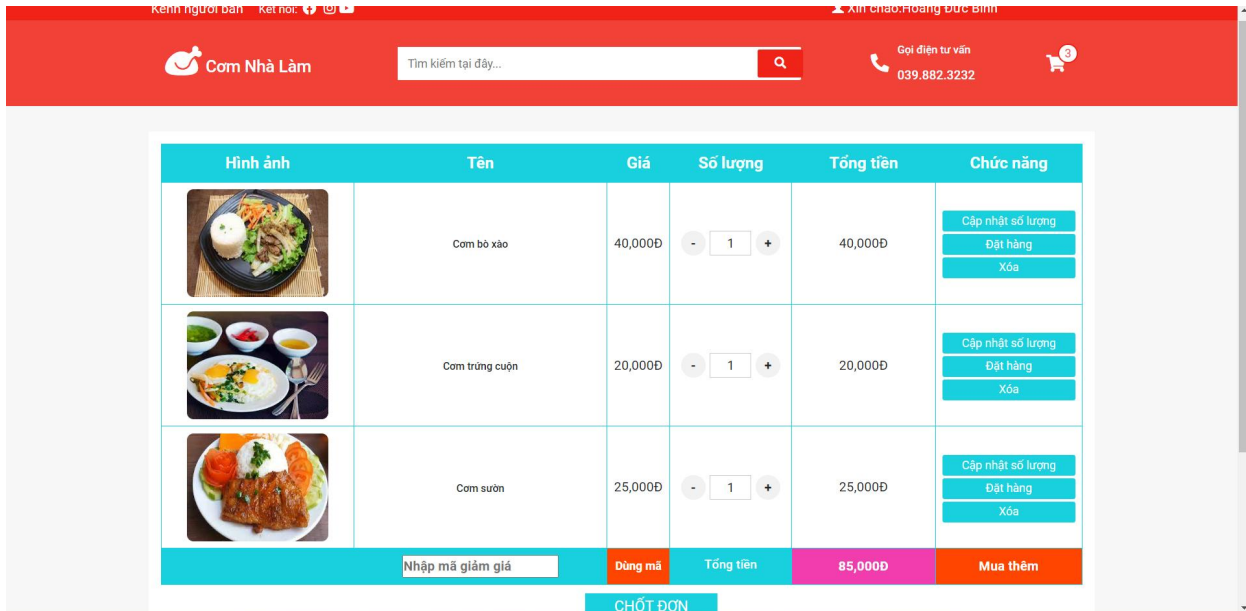 Kênh người bán Kết nối:
Xin chào:Hoàng Đức Bình
Cơm Nhà Làm
Tìm kiếm tại đây...
Gọi điện tư vấn
039.882.3232
3
Hình ảnh Tên Giá Số lượng Tổng tiền Chức năng
Cơm bò xào 40,000Đ - 1 + 40,000Đ
Cập nhật số lượng
Đặt hàng
Xóa
Cơm trứng cuộn 20,000Đ - 1 + 20,000Đ
Cập nhật số lượng
Đặt hàng
Xóa
Cơm sườn 25,000Đ - 1 + 25,000Đ
Cập nhật số lượng
Đặt hàng
Xóa
Nhập mã giảm giá Dùng mã Tổng tiền 85,000Đ Mua thêm
CHỐT ĐƠN